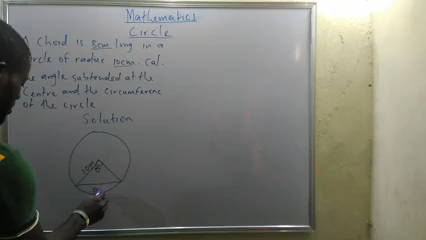 Mathematics
Circle
A Chord is 8cm long in a
Circle of radius 10cm. Cal.
the angle subtended at the
Centre and the circumference
of the circle
Solution
10cm